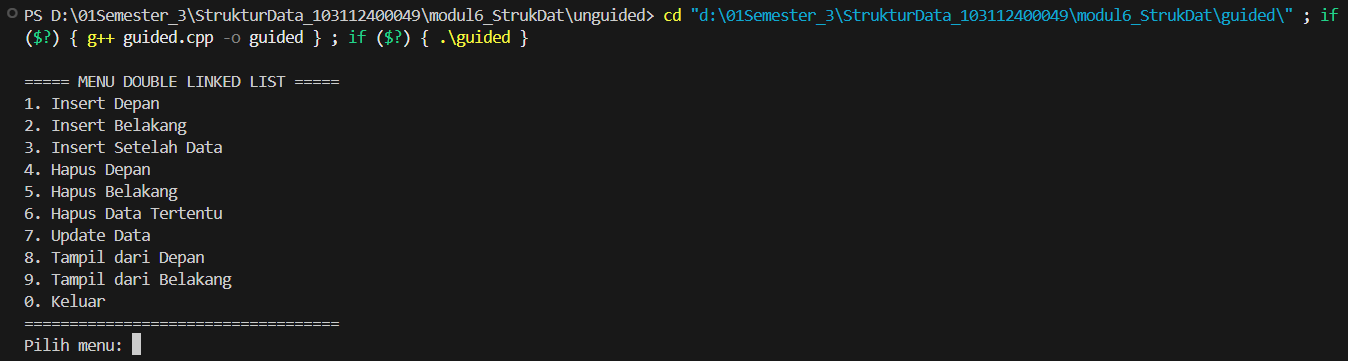 PS D:\01Semester_3\StrukturData_103112400049\modul6_StrukDat\unguided> cd "d:\01Semester_3\StrukturData_103112400049\modul6_StrukDat\guided\" ; if
($?) { g++ guided.cpp -o guided } ; if ($?) { .\guided }
===== MENU DOUBLE LINKED LIST =====
1. Insert Depan
2. Insert Belakang
3. Insert Setelah Data
4. Hapus Depan
5. Hapus Belakang
6. Hapus Data Tertentu
7. Update Data
8. Tampil dari Depan
9. Tampil dari Belakang
0. Keluar
===================================
Pilih menu: